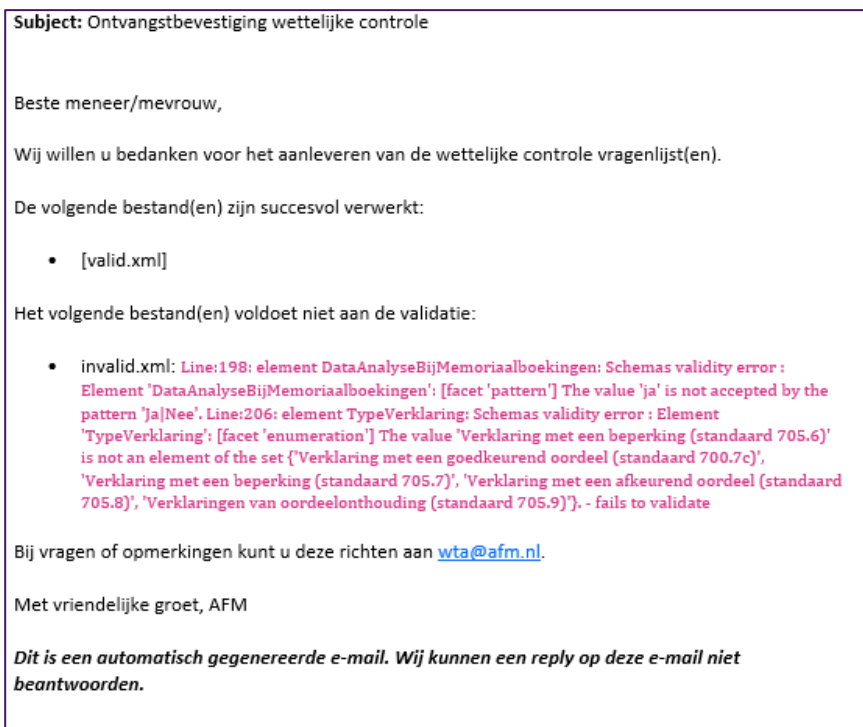 Subject: Ontvangstbevestiging wettelijke controle
Beste meneer/mevrouw,
Wij willen u bedanken voor het aanleveren van de wettelijke controle vragenlijst(en).
De volgende bestand(en) zijn succesvol verwerkt:
• [valid.xml]
Het volgende bestand(en) voldoet niet aan de validatie:
• invalid.xml: Line:198: element DataAnalyseBijMemoriaalboekingen: Schemas validity error :
Element 'DataAnalyseBijMemoriaalboekingen': [facet 'pattern'] The value 'ja' is not accepted by the
pattern 'Ja|Nee'. Line:206: element TypeVerklaring: Schemas validity error : Element
'TypeVerklaring': [facet 'enumeration'] The value 'Verklaring met een beperking (standaard 705.6)'
is not an element of the set {'Verklaring met een goedkeurend oordeel (standaard 700.7c)',
'Verklaring met een beperking (standaard 705.7)', 'Verklaring met een afkeurend oordeel (standaard
705.8)', 'Verklaringen van oordeelonthouding (standaard 705.9)'}. - fails to validate
Bij vragen of opmerkingen kunt u deze richten aan wta@afm.nl.
Met vriendelijke groet, AFM
Dit is een automatisch gegenereerde e-mail. Wij kunnen een reply op deze e-mail niet
beantwoorden.